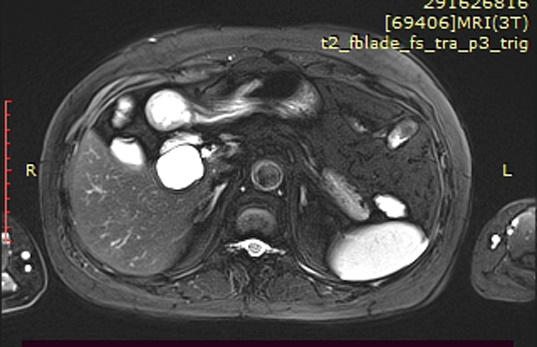 291626816
[69406]MRI(3T)
t2_fblade_fs_tra_p3_trig
R
L